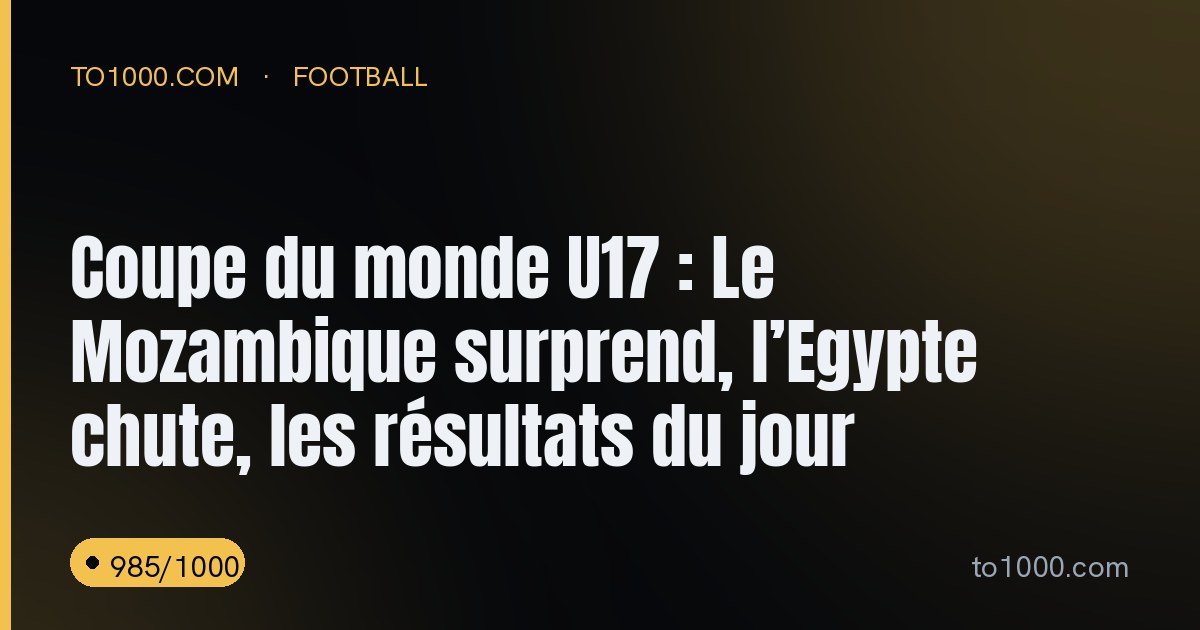 TO1000.COM · FOOTBALL
Coupe du monde U17 : Le
Mozambique surprend, l’Egypte
chute, les résultats du jour
985/1000
to1000.com